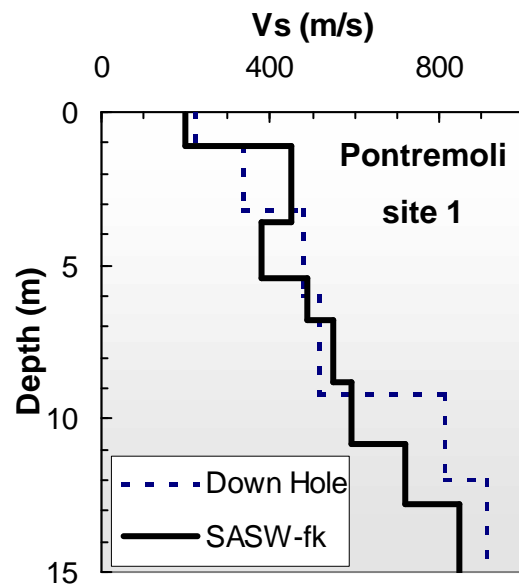 Vs (m/s)
0 400 800
0
Pontremoli
site 1
5
Depth (m)
10
Down Hole
SASW-fk
15